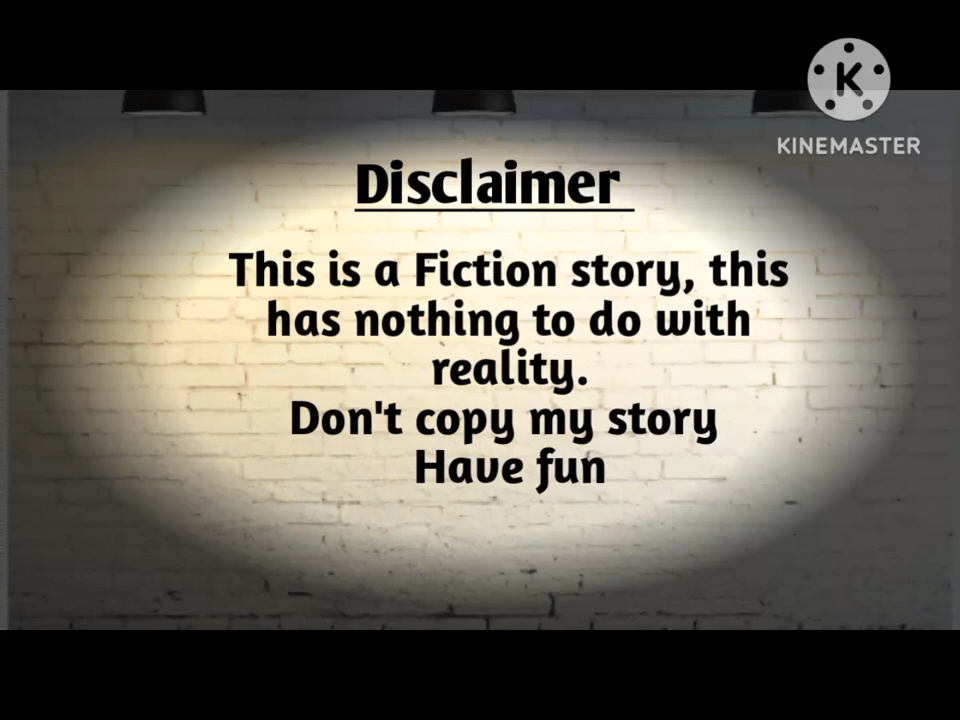 K
KINEMASTER
Disclaimer
This is a Fiction story, this
has nothing to do with
reality.
Don't copy my story
Have fun